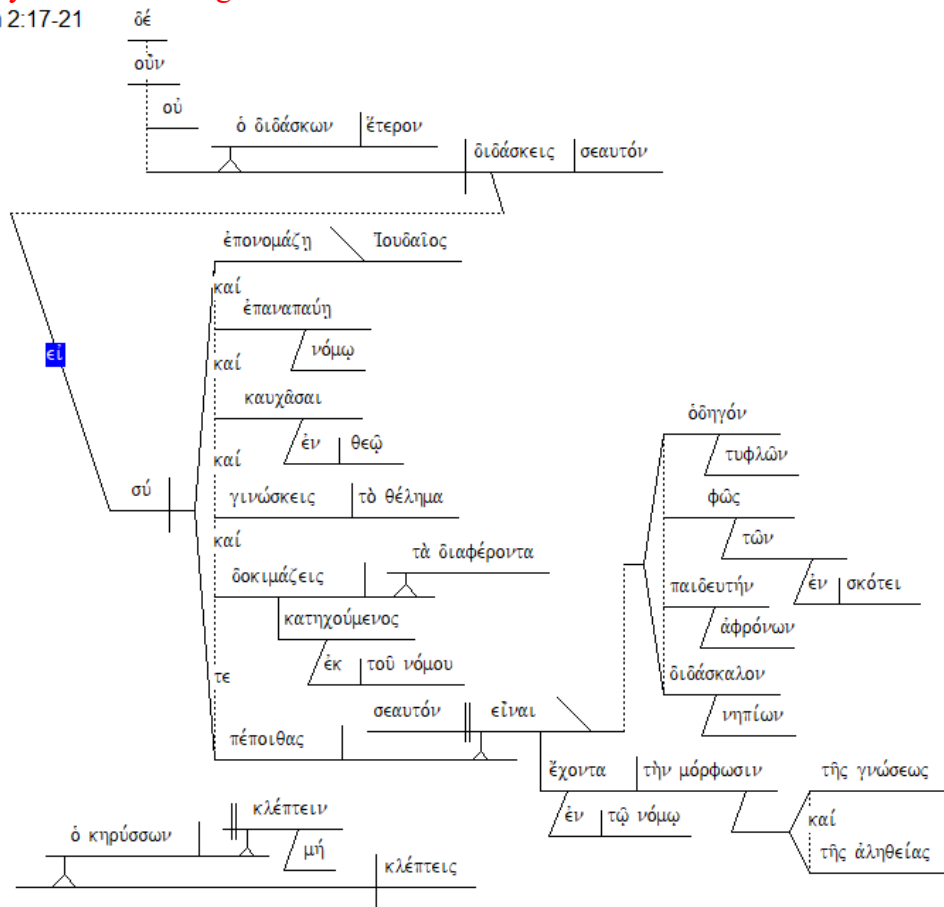 2:17-21
δέ
οὖν
οὐ
ὁ διδάσκων ἕτερον
διδάσκεις σεαυτόν
ἐπονομάζῃ Ἰουδαῖος
καί
ἐπαναπαύῃ
νόμῳ
εἰ
καί
καυχᾶσαι
ὁδηγόν
ἐν θεῷ
τυφλῶν
καί
σύ
γινώσκεις τὸ θέλημα
φῶς
καί
τῶν
τὰ διαφέροντα
δοκιμάζεις
ἐν σκότει
παιδευτήν
κατηχούμενος
ἀφρόνων
ἐκ τοῦ νόμου
τε
διδάσκαλον
σεαυτόν εἶναι
νηπίων
πέποιθας
ἔχοντα τὴν μόρφωσιν
τῆς γνώσεως
κλέπτειν
ἐν τῷ νόμῳ
καί
ὁ κηρύσσων
μή
τῆς ἀληθείας
κλέπτεις